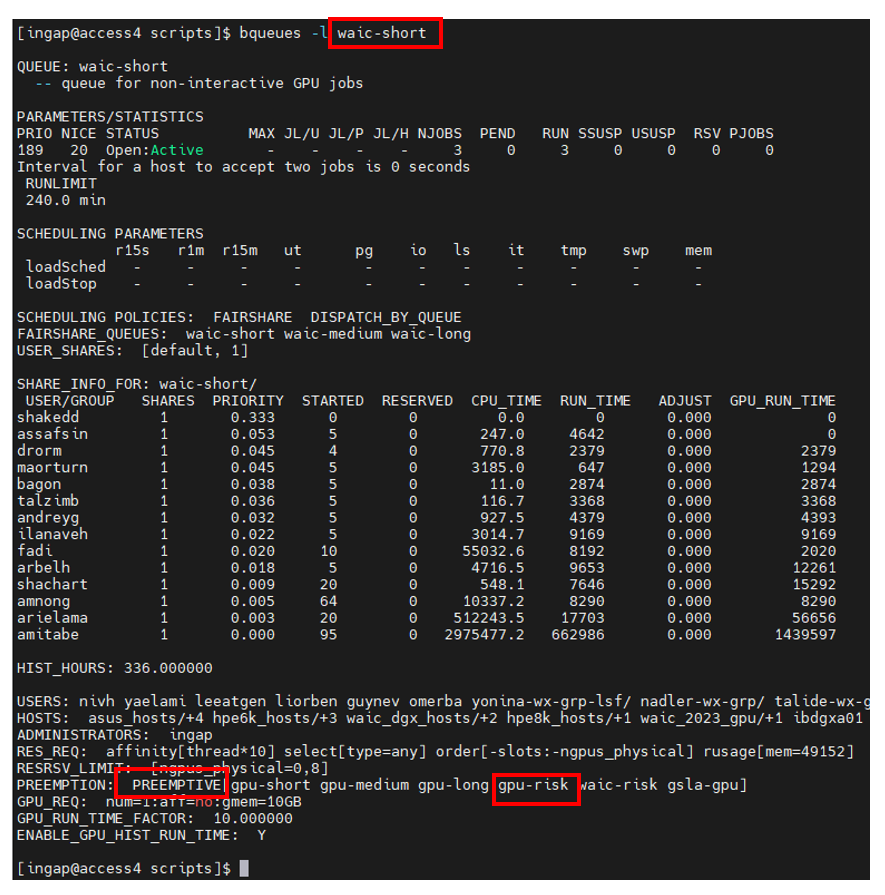 [ingap@access4 scripts]$ bqueues -l waic-short
QUEUE: waic-short
-- queue for non-interactive GPU jobs
PARAMETERS/STATISTICS
PRIO NICE STATUS MAX JL/U JL/P JL/H NJOBS PEND RUN SSUSP USUSP RSV PJOBS
189 20 Open:Active - - - - 3 0 3 0 0 0 0
Interval for a host to accept two jobs is 0 seconds
RUNLIMIT
240.0 min
SCHEDULING PARAMETERS
r15s r1m r15m ut pg io ls it tmp swp mem
loadSched - - - - - - - - - - -
loadStop - - - - - - - - - - -
SCHEDULING POLICIES: FAIRSHARE DISPATCH_BY_QUEUE
FAIRSHARE_QUEUES: waic-short waic-medium waic-long
USER_SHARES: [default, 1]
SHARE_INFO_FOR: waic-short/
USER/GROUP SHARES PRIORITY STARTED RESERVED CPU_TIME RUN_TIME ADJUST GPU_RUN_TIME
shakedd 1 0.333 0 0 0.0 0 0.000 0
assafsin 1 0.053 5 0 247.0 4642 0.000 0
drorm 1 0.045 4 0 770.8 2379 0.000 2379
maorturn 1 0.045 5 0 3185.0 647 0.000 1294
bagon 1 0.038 5 0 11.0 2874 0.000 2874
talzimb 1 0.036 5 0 116.7 3368 0.000 3368
andreyg 1 0.032 5 0 927.5 4379 0.000 4393
ilanaveh 1 0.022 5 0 3014.7 9169 0.000 9169
fadi 1 0.020 10 0 55032.6 8192 0.000 2020
arbelh 1 0.018 5 0 4716.5 9653 0.000 12261
shachart 1 0.009 20 0 548.1 7646 0.000 15292
amnong 1 0.005 64 0 10337.2 8290 0.000 8290
arielama 1 0.003 20 0 512243.5 17703 0.000 56656
amitabe 1 0.000 95 0 2975477.2 662986 0.000 1439597
HIST_HOURS: 336.000000
USERS: nivh yaelami leeatgen liorben guynev omerba yonina-wx-grp-lsf/ nadler-wx-grp/ talide-wx-g
HOSTS: asus_hosts/+4 hpe6k_hosts/+3 waic_dgx_hosts/+2 hpe8k_hosts/+1 waic_2023_gpu/+1 ibdgxa01
ADMINISTRATORS: ingap
RES_REQ: affinity[thread*10] select[type=any] order[-slots:-ngpus_physical] rusage[mem=49152]
RESRSV_LIMIT: [ngpus_physical=0,8]
PREEMPTION: PREEMPTIVE[gpu-short gpu-medium gpu-long gpu-risk waic-risk gsla-gpu]
GPU_REQ: num=1:aff=no:gmem=10GB
GPU_RUN_TIME_FACTOR: 10.000000
ENABLE_GPU_HIST_RUN_TIME: Y
[ingap@access4 scripts]$